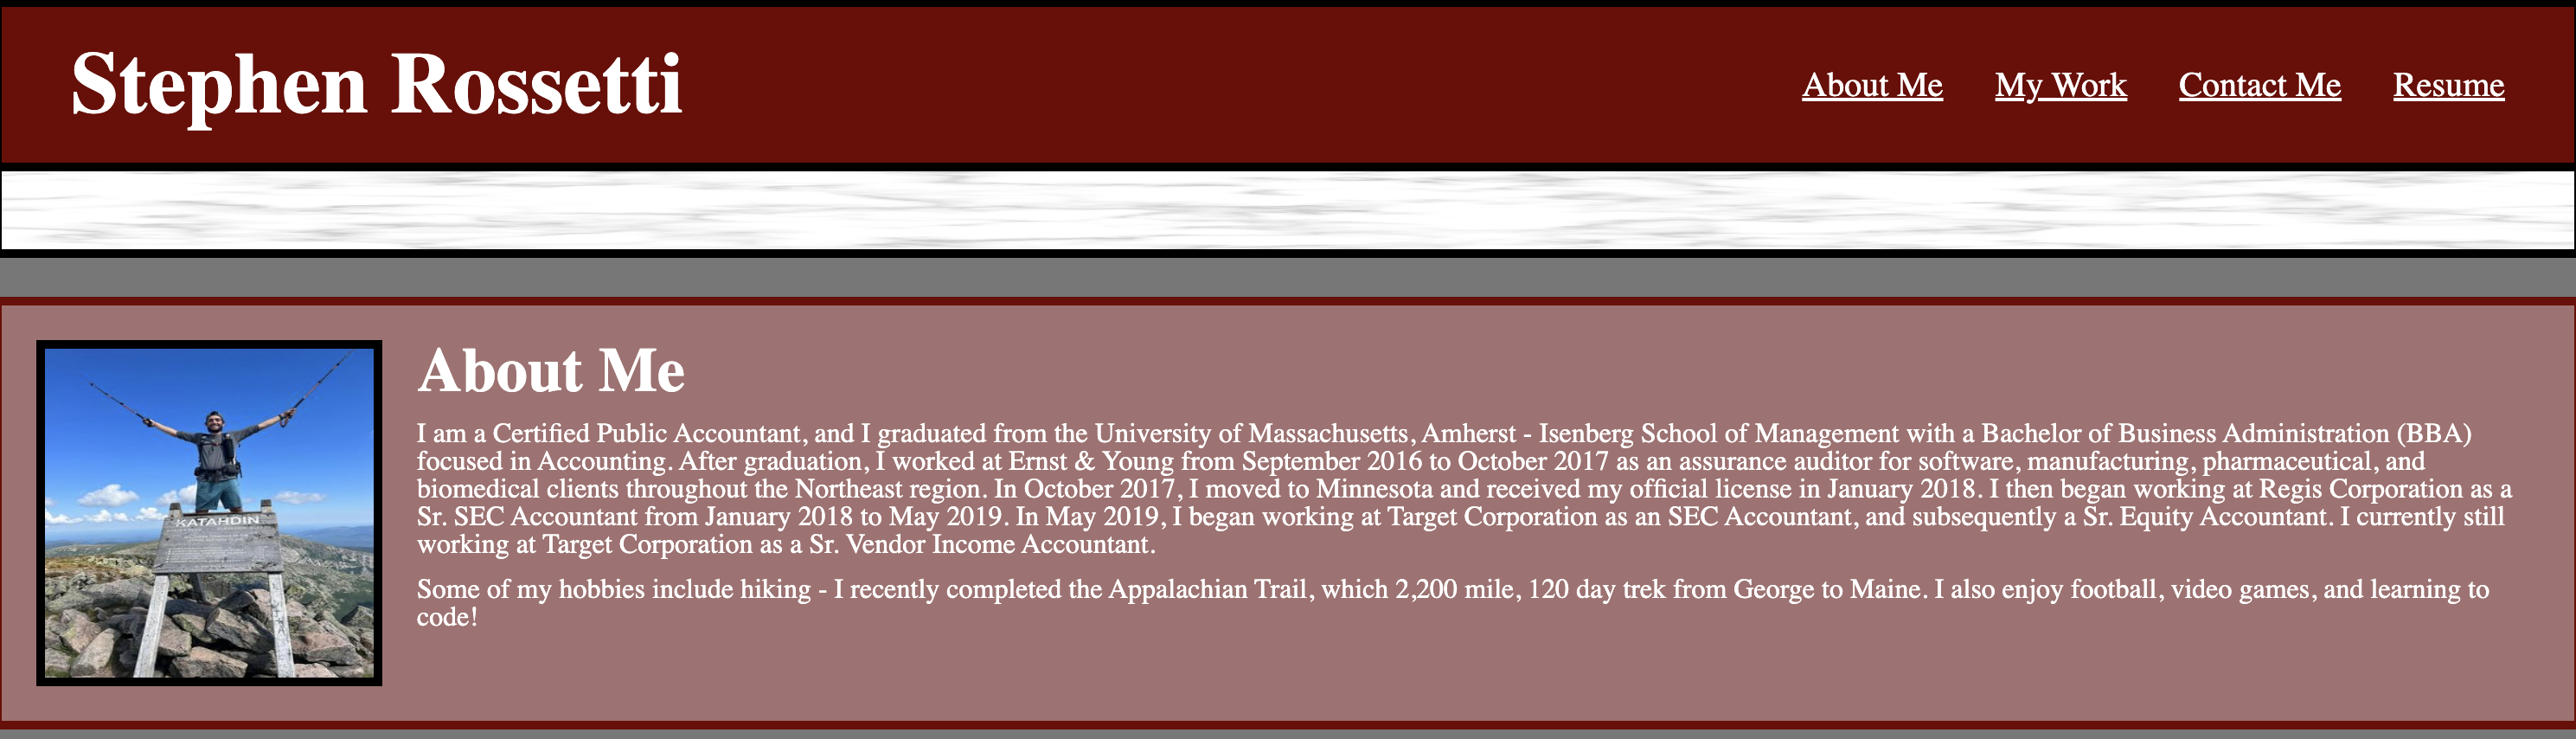 Stephen Rossetti
About Me My Work Contact Me Resume
About Me
I am a Certified Public Accountant, and I graduated from the University of Massachusetts, Amherst - Isenberg School of Management with a Bachelor of Business Administration (BBA)
focused in Accounting. After graduation, I worked at Ernst & Young from September 2016 to October 2017 as an assurance auditor for software, manufacturing, pharmaceutical, and
biomedical clients throughout the Northeast region. In October 2017, I moved to Minnesota and received my official license in January 2018. I then began working at Regis Corporation as a
Sr. SEC Accountant from January 2018 to May 2019. In May 2019, I began working at Target Corporation as an SEC Accountant, and subsequently a Sr. Equity Accountant. I currently still
working at Target Corporation as a Sr. Vendor Income Accountant.
Some of my hobbies include hiking - I recently completed the Appalachian Trail, which 2,200 mile, 120 day trek from George to Maine. I also enjoy football, video games, and learning to
code!
KATAHDIN